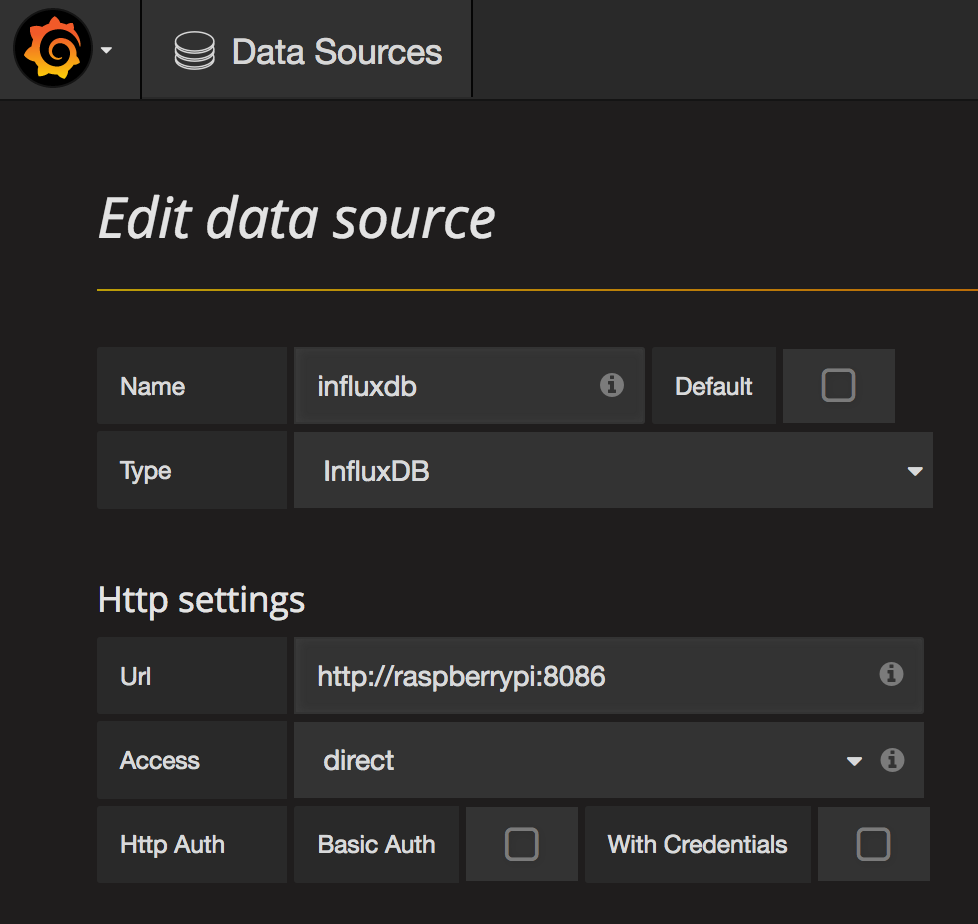 Data Sources
Edit data source
Name influxdb Default
Type InfluxDB
Http settings
Url http://raspberrypi:8086
Access direct
Http Auth Basic Auth With Credentials